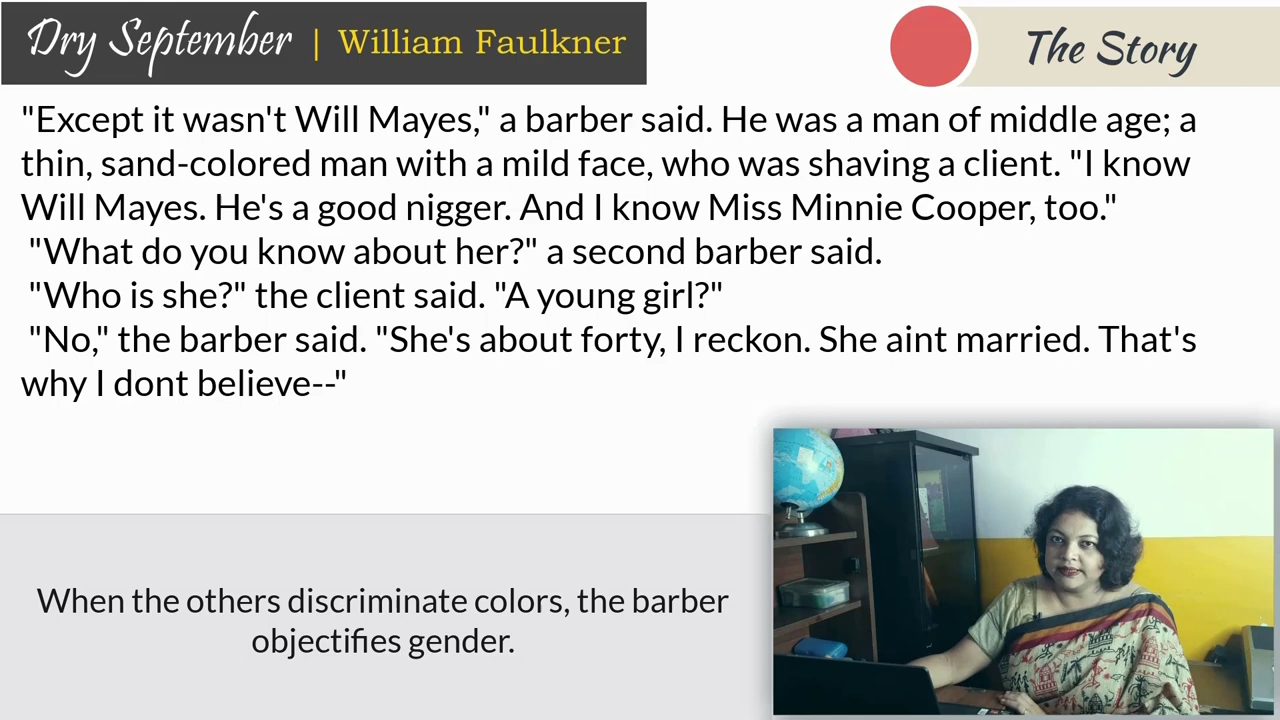 Dry September | William Faulkner
The Story
"Except it wasn't Will Mayes," a barber said. He was a man of middle age; a
thin, sand-colored man with a mild face, who was shaving a client. "I know
Will Mayes. He's a good nigger. And I know Miss Minnie Cooper, too."
"What do you know about her?" a second barber said.
"Who is she?" the client said. "A young girl?"
"No," the barber said. "She's about forty, I reckon. She aint married. That's
why I dont believe--"
When the others discriminate colors, the barber
objectifies gender.